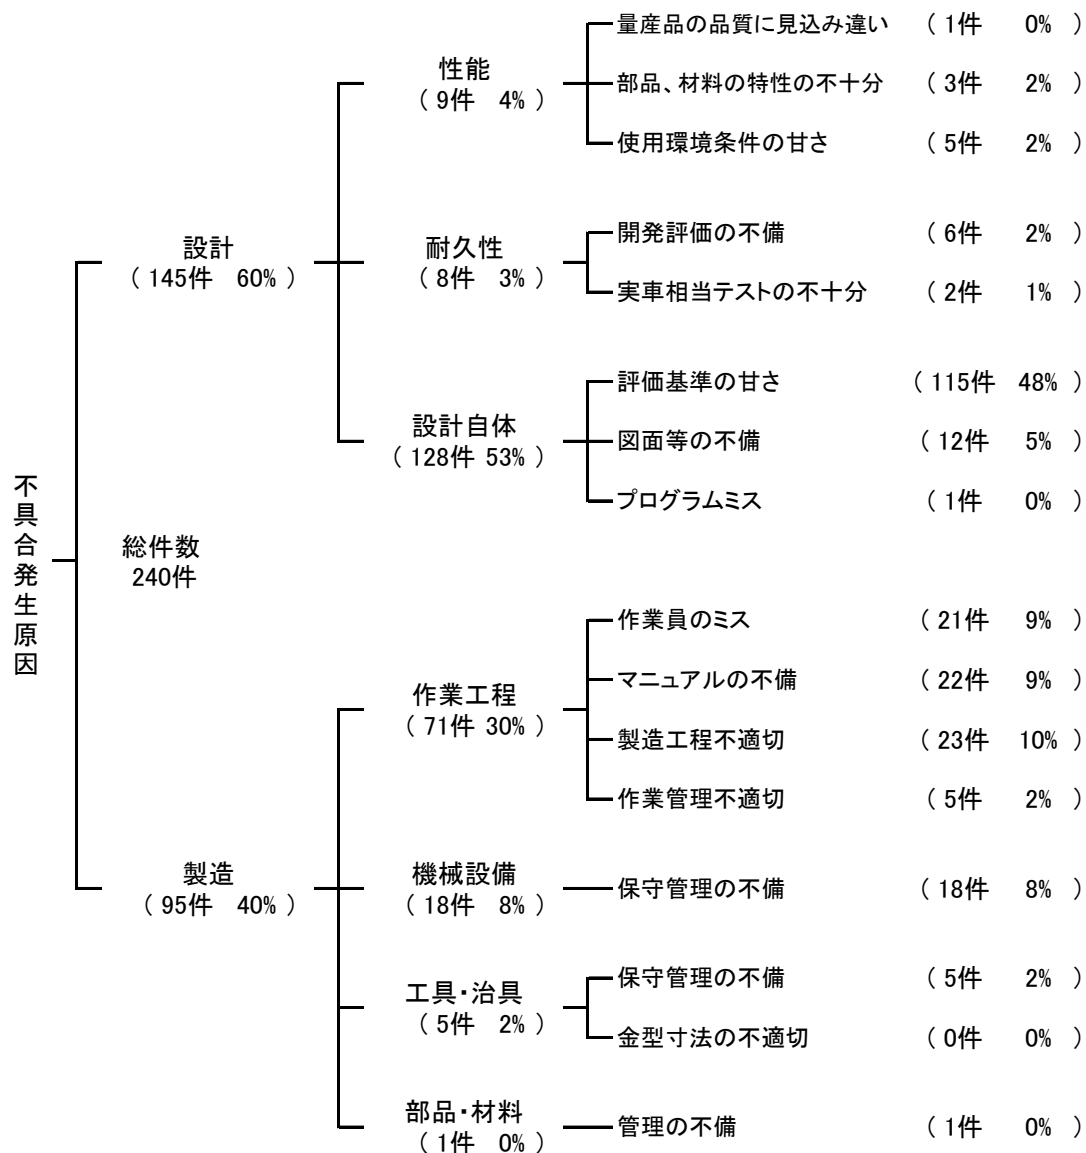 不具合発生原因
総件数
240件
設計
( 145件 60% )
性能
( 9件 4% )
量産品の品質に見込み違い ( 1件 0% )
部品、材料の特性の不十分 ( 3件 2% )
使用環境条件の甘さ ( 5件 2% )
耐久性
( 8件 3% )
開発評価の不備 ( 6件 2% )
実車相当テストの不十分 ( 2件 1% )
設計自体
( 128件 53% )
評価基準の甘さ ( 115件 48% )
図面等の不備 ( 12件 5% )
プログラムミス ( 1件 0% )
製造
( 95件 40% )
作業工程
( 71件 30% )
作業員のミス ( 21件 9% )
マニュアルの不備 ( 22件 9% )
製造工程不適切 ( 23件 10% )
作業管理不適切 ( 5件 2% )
機械設備
( 18件 8% )
保守管理の不備 ( 18件 8% )
工具・治具
( 5件 2% )
保守管理の不備 ( 5件 2% )
金型寸法の不適切 ( 0件 0% )
部品・材料
( 1件 0% )
管理の不備 ( 1件 0% )